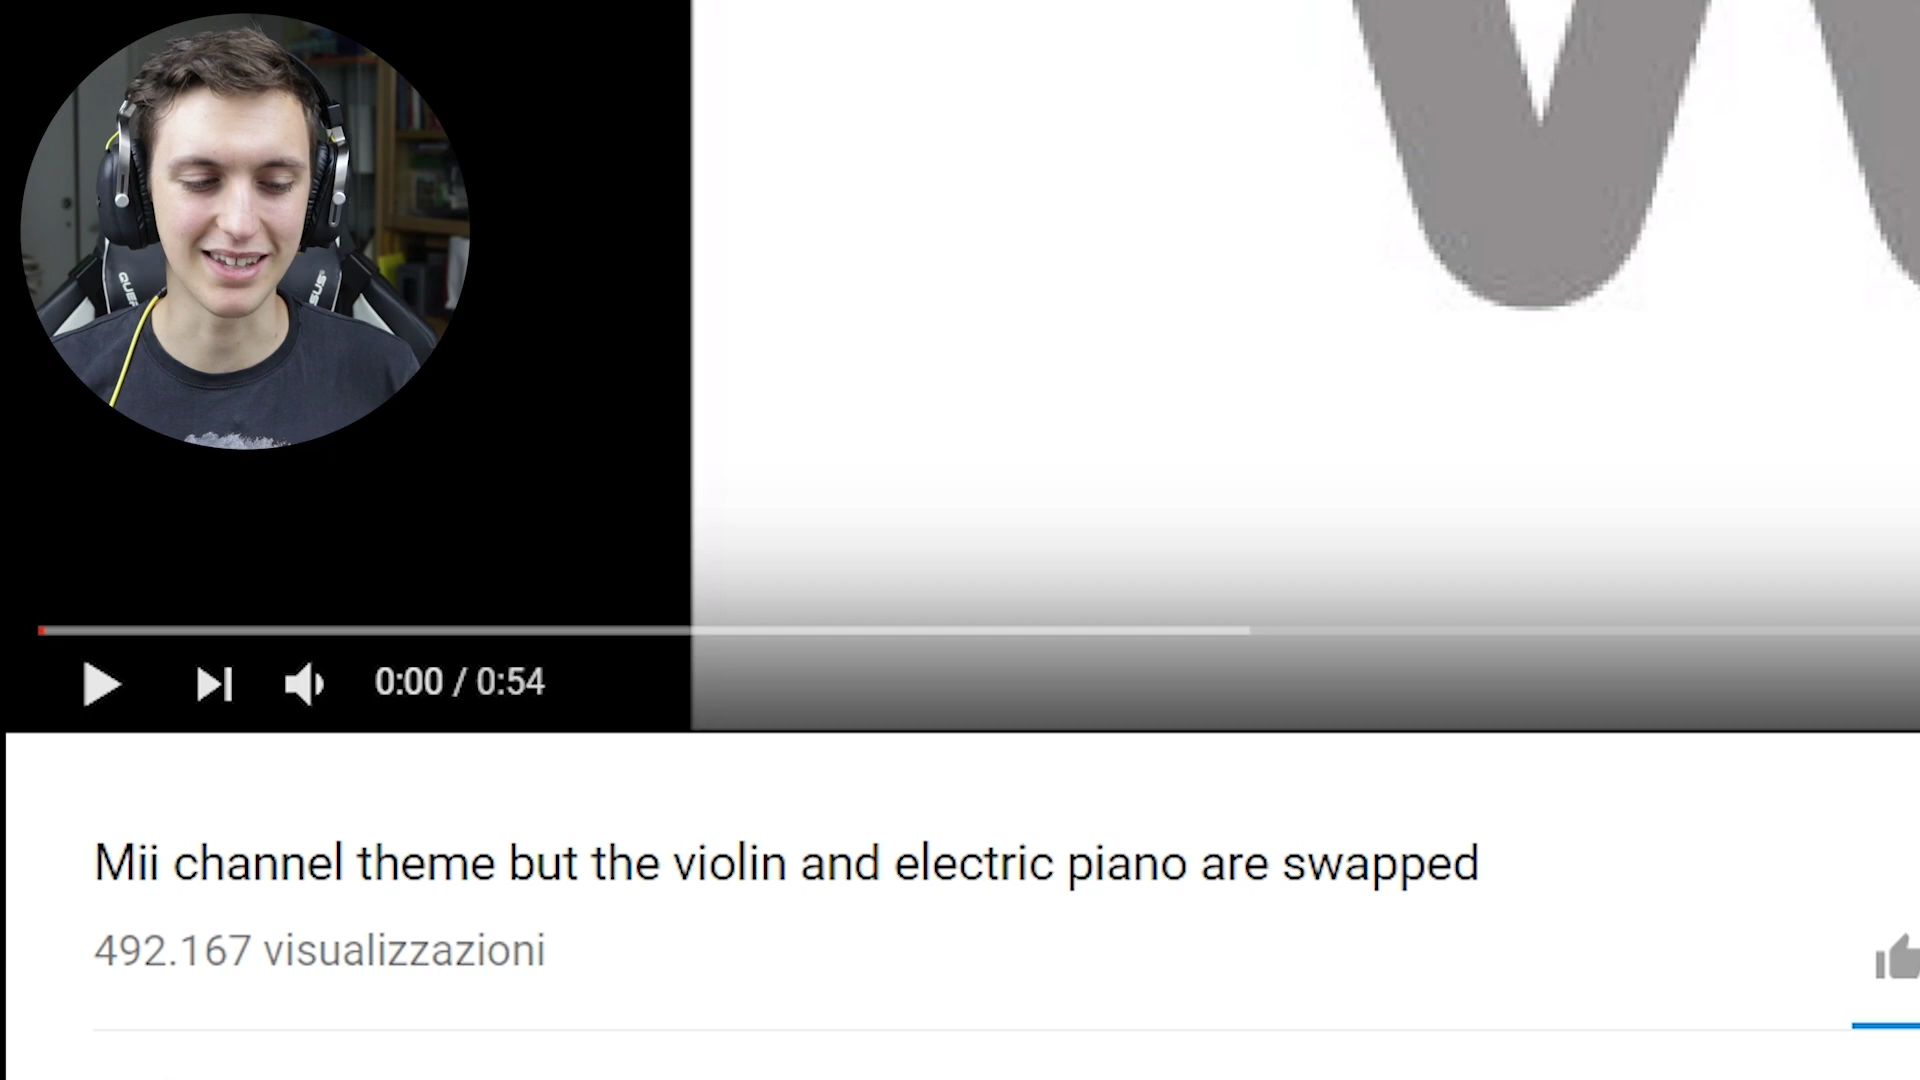 0:00 / 0:54
Mii channel theme but the violin and electric piano are swapped
492.167 visualizzazioni